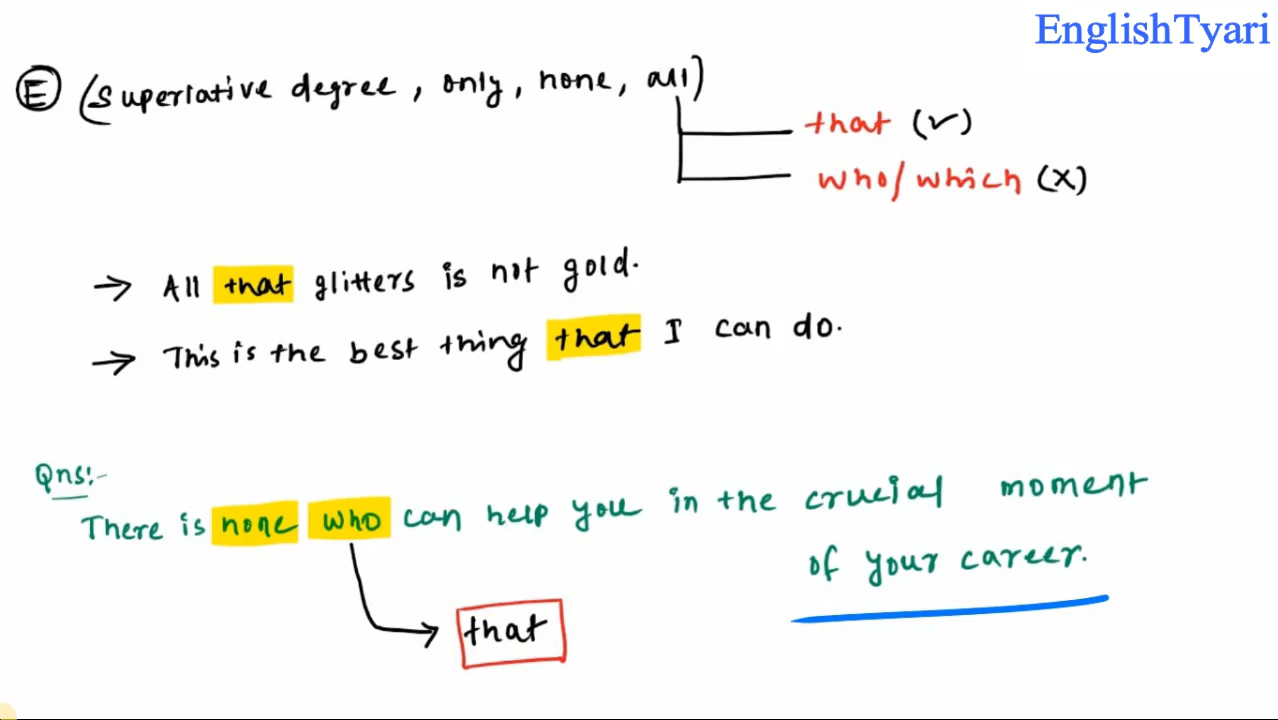 EnglishTyari
E (superlative degree, only, none, all)
that (✓)
who/which (x)
→ All that glitters is not gold.
→ This is the best thing that I can do.
Qns:-
There is none who can help you in the crucial moment
of your career.
that